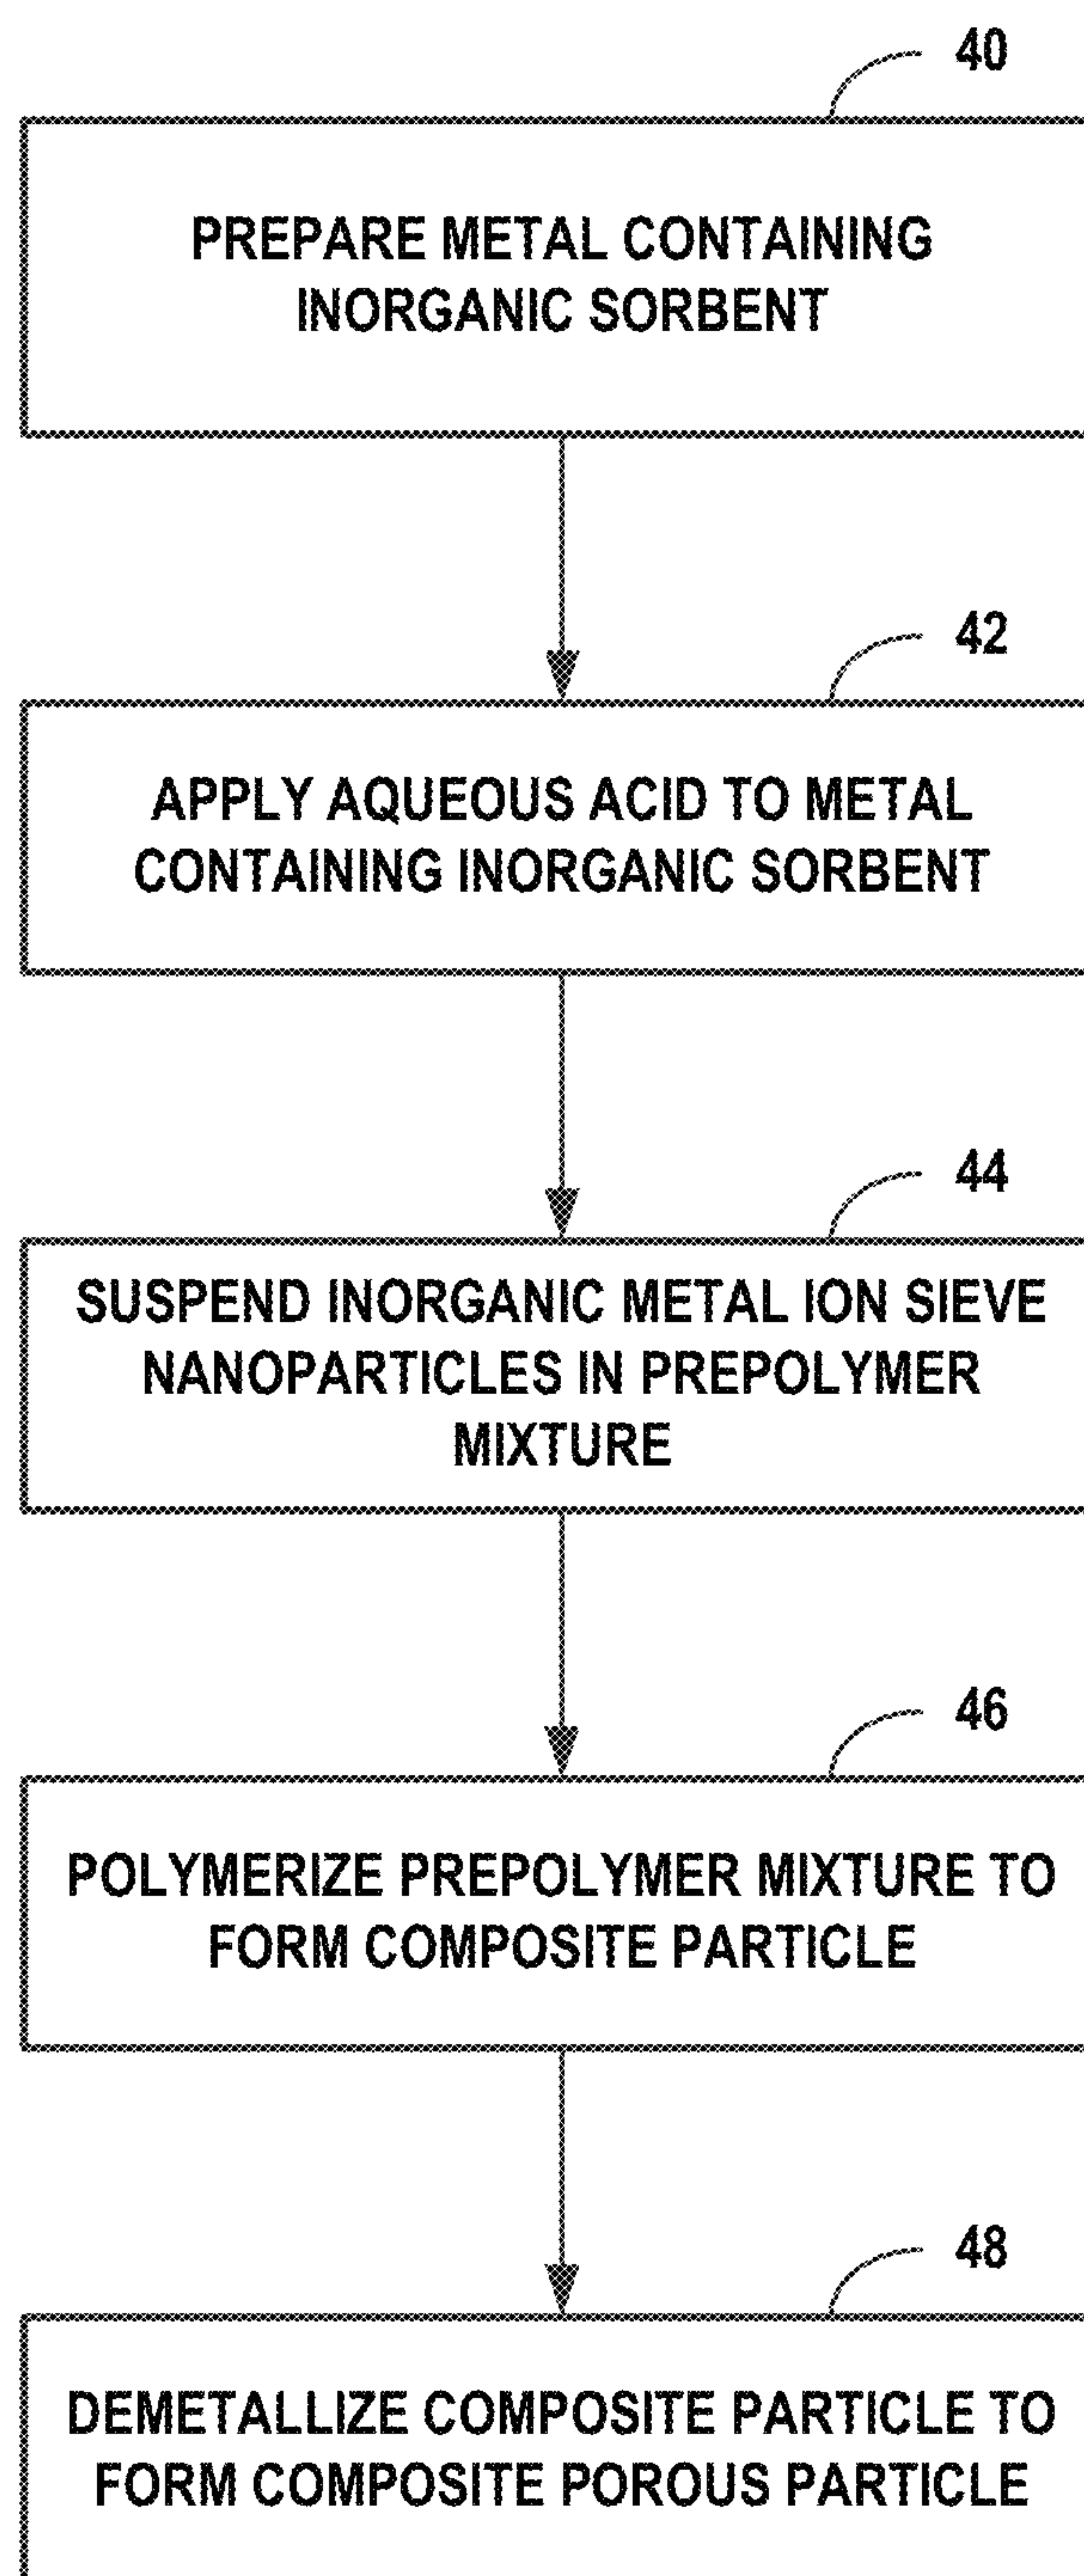 40
PREPARE METAL CONTAINING
INORGANIC SORBENT
42
APPLY AQUEOUS ACID TO METAL
CONTAINING INORGANIC SORBENT
44
SUSPEND INORGANIC METAL ION SIEVE
NANOPARTICLES IN PREPOLYMER
MIXTURE
46
POLYMERIZE PREPOLYMER MIXTURE TO
FORM COMPOSITE PARTICLE
48
DEMETALLIZE COMPOSITE PARTICLE TO
FORM COMPOSITE POROUS PARTICLE